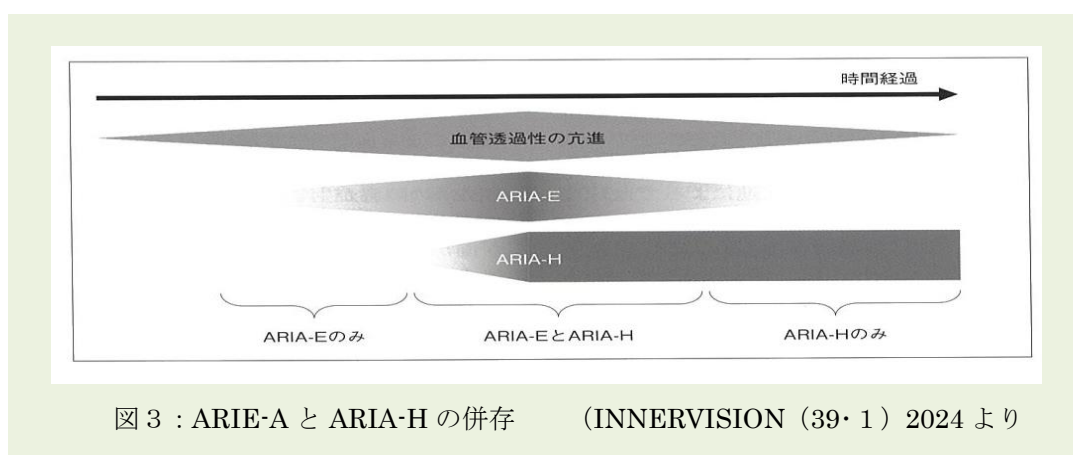 時間経過
血管透過性の亢進
ARIA-E
ARIA-H
ARIA-Eのみ ARIA-EとARIA-H ARIA-Hのみ
図３：ARIE-A と ARIA-H の併存 （INNERVISION（39・１）2024 より